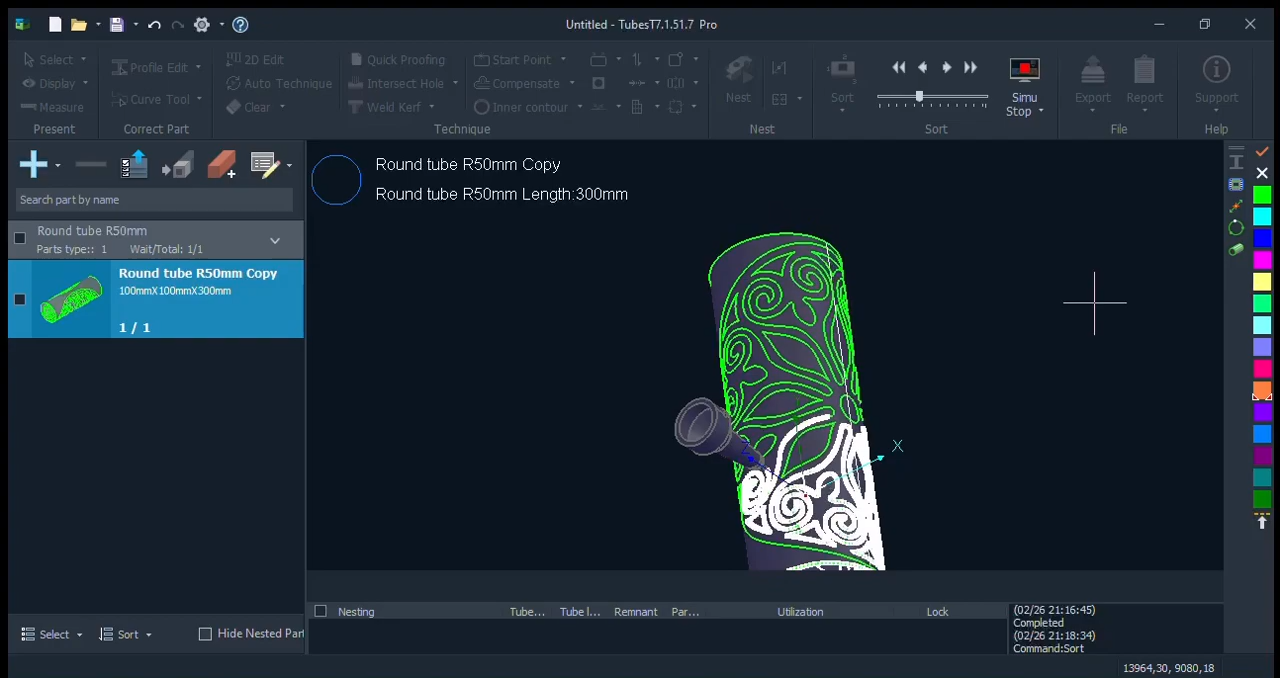 Untitled - TubesT7.1.51.7 Pro
Select
Display
Measure
Present
Profile Edit
Curve Tool
Correct Part
2D Edit
Auto Technique
Clear
Quick Proofing
Intersect Hole
Weld Kerf
Start Point
Compensate
Inner contour
Technique
Nest
Nest
Sort
Simu
Stop
Sort
Export
Report
File
Support
Help
Search part by name
Round tube R50mm
Parts type:: 1 Wait/Total: 1/1
Round tube R50mm Copy
100mmX100mmX300mm
1 / 1
Round tube R50mm Copy
Round tube R50mm Length:300mm
X
Z
Nesting Tube... Tube l... Remnant Par... Utilization Lock
(02/26 21:16:45)
Completed
(02/26 21:18:34)
Command:Sort
Select Sort Hide Nested Part
13964,30, 9080,18